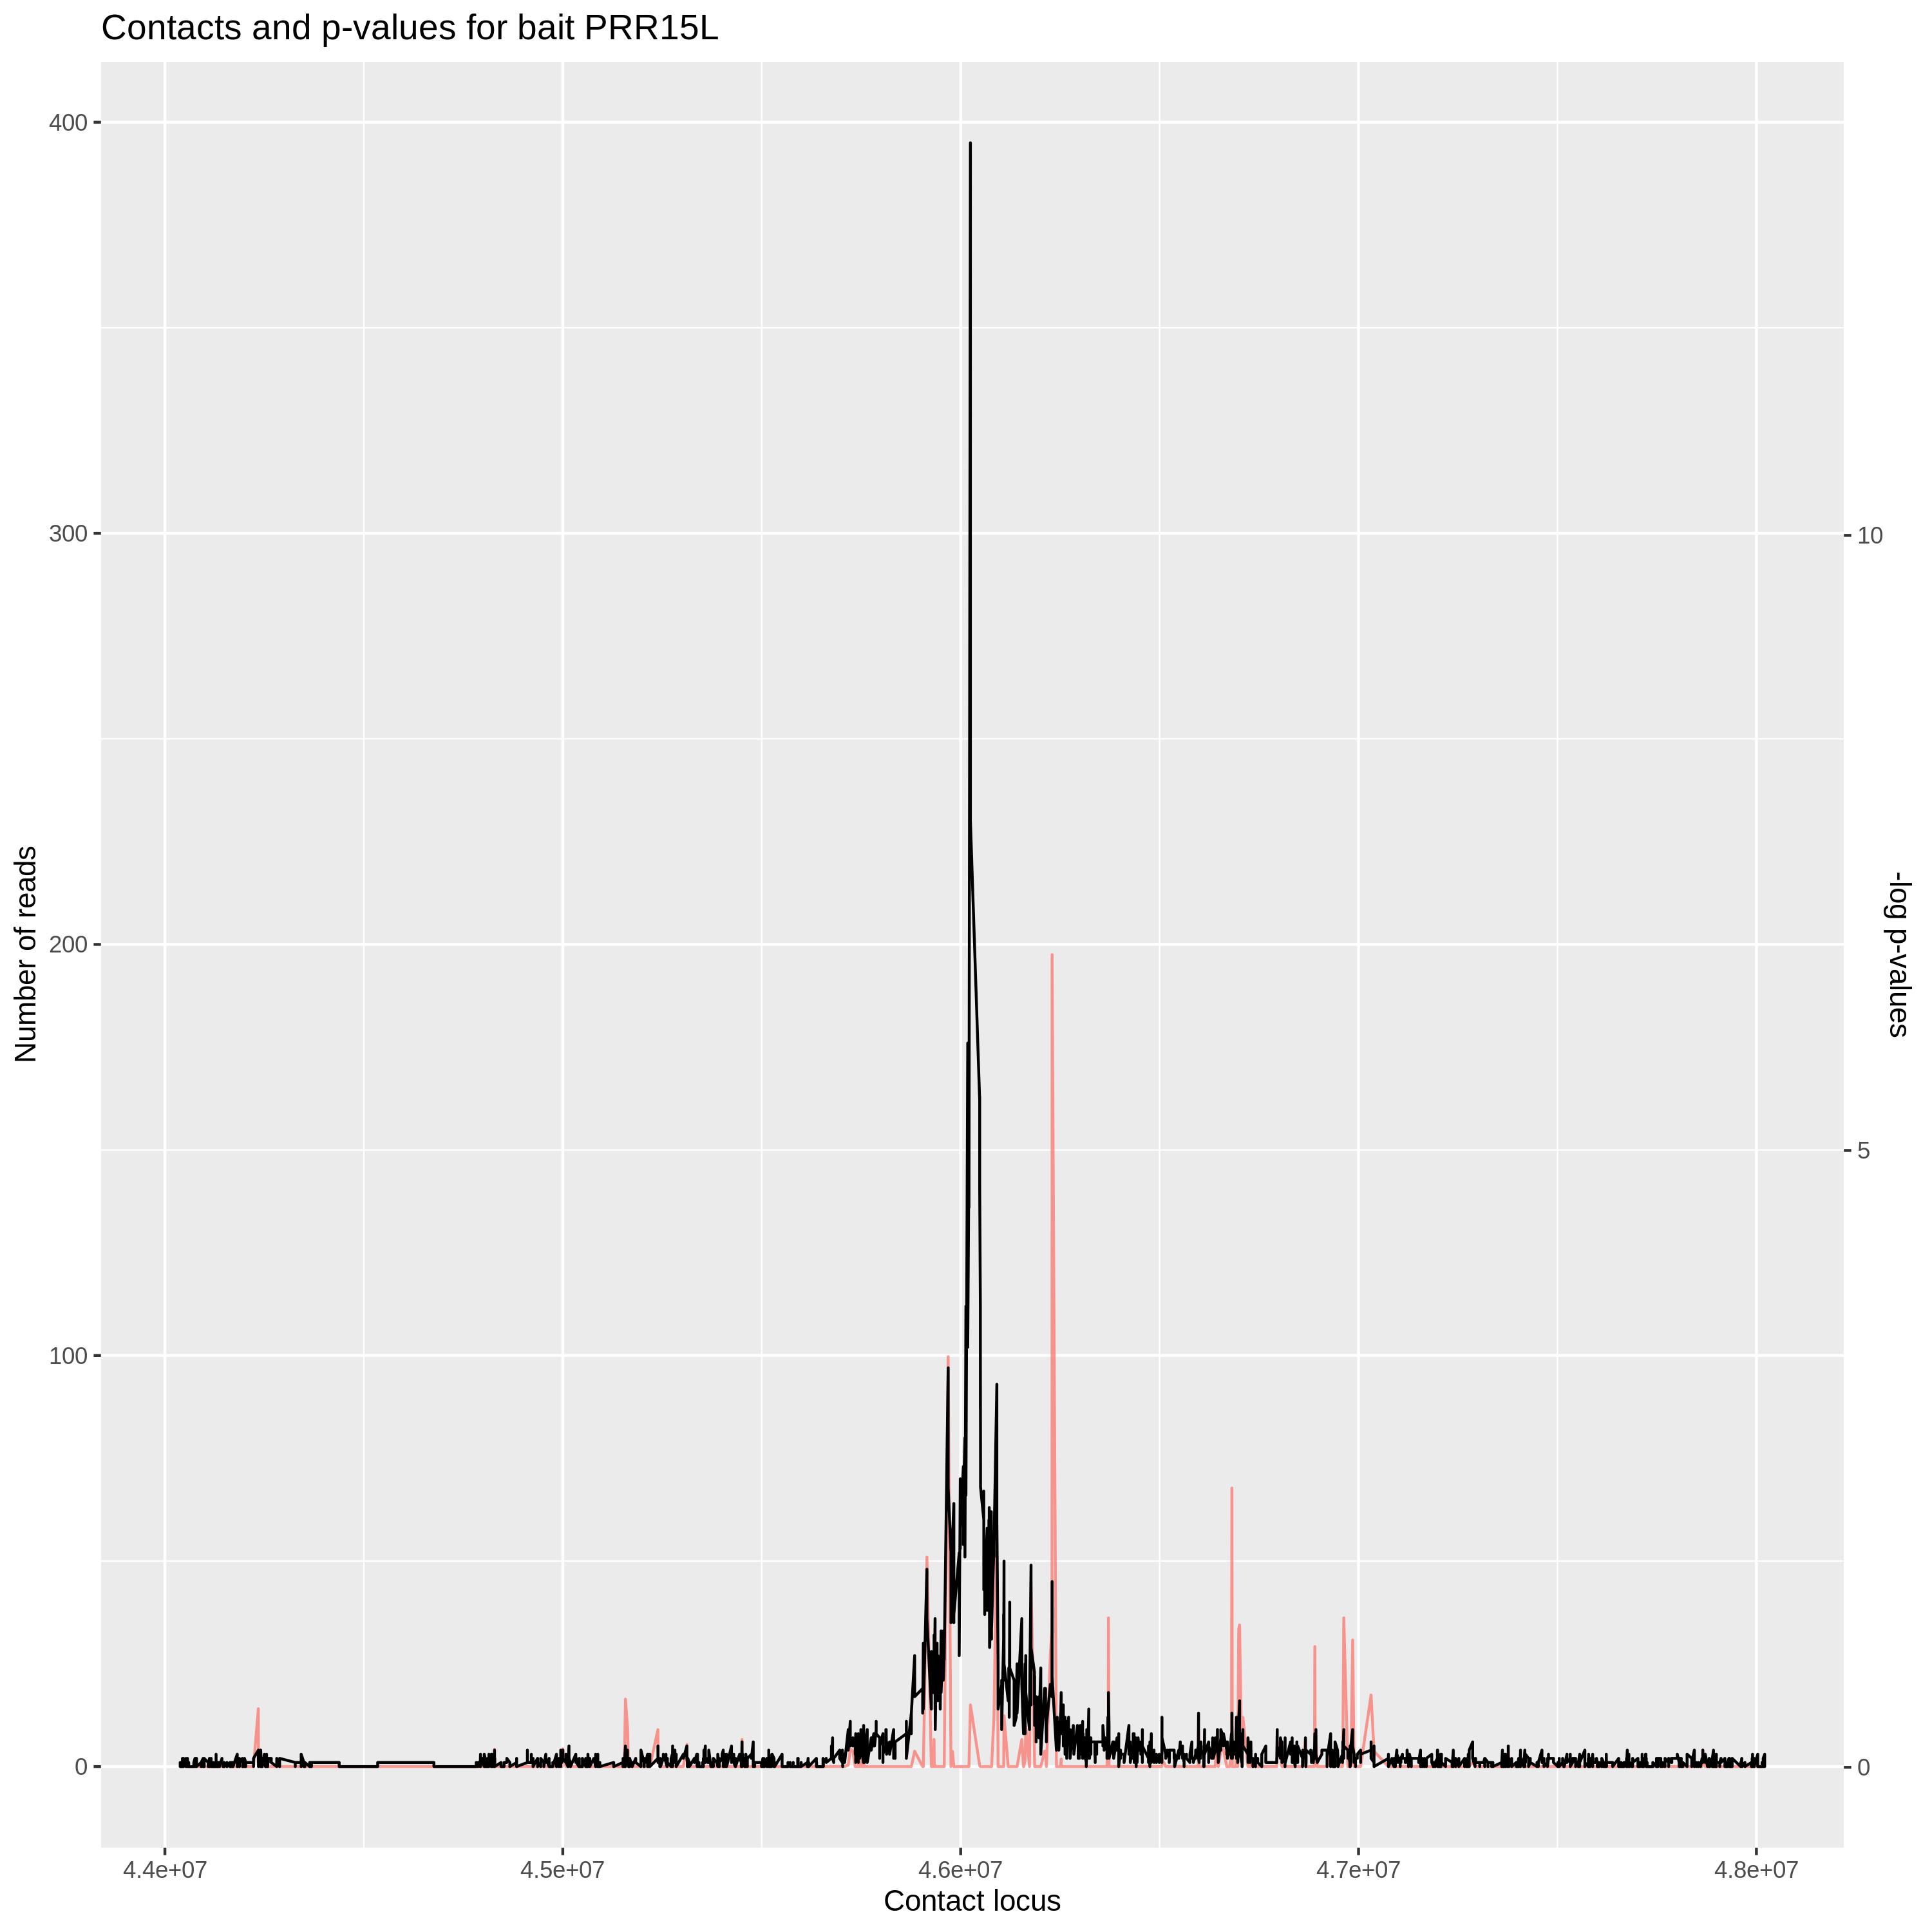 Contacts and p-values for bait PRR15L
400
300
200
100
0
Number of reads
10
5
0
-log p-values
4.4e+07
4.5e+07
4.6e+07
4.7e+07
4.8e+07
Contact locus